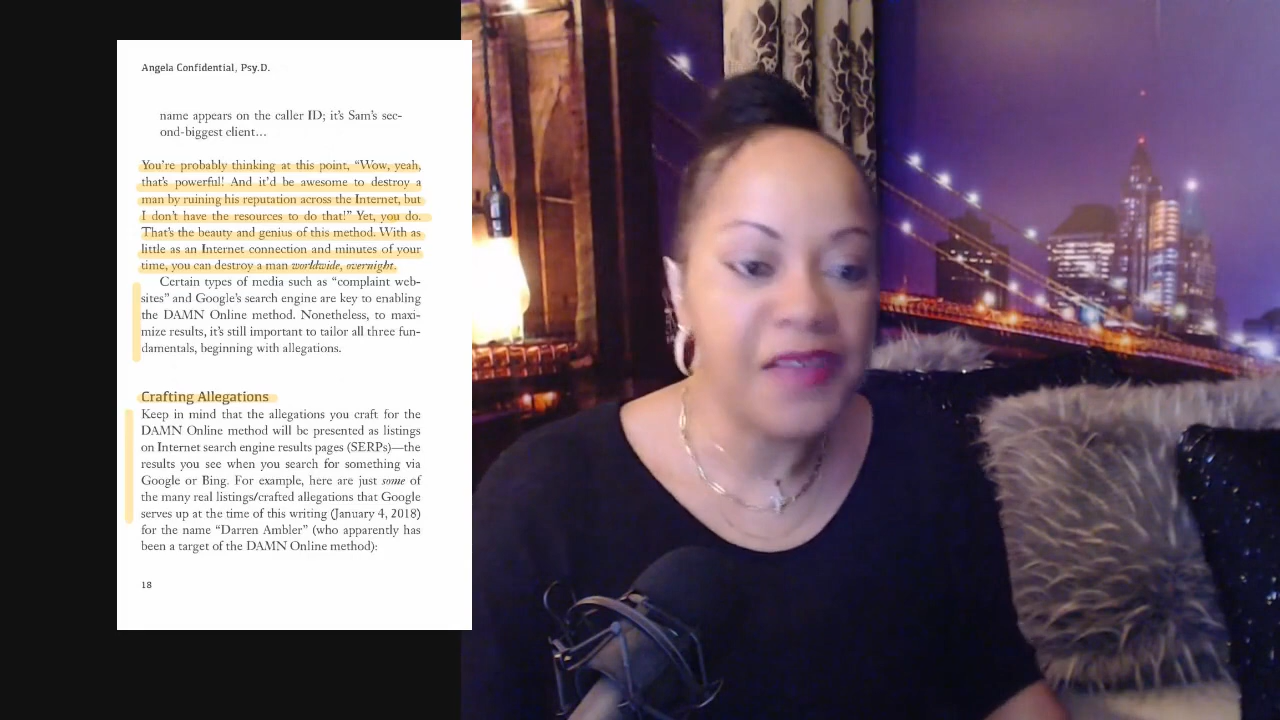 Angela Confidential, Psy.D.
name appears on the caller ID; it's Sam's sec-
ond-biggest client…
You're probably thinking at this point, “Wow, yeah,
that's powerful! And it'd be awesome to destroy a
man by ruining his reputation across the Internet, but
I don't have the resources to do that!” Yet, you do.
That's the beauty and genius of this method. With as
little as an Internet connection and minutes of your
time, you can destroy a man worldwide, overnight.
Certain types of media such as “complaint web-
sites” and Google's search engine are key to enabling
the DAMN Online method. Nonetheless, to maxi-
mize results, it's still important to tailor all three fun-
damentals, beginning with allegations.
Crafting Allegations
Keep in mind that the allegations you craft for the
DAMN Online method will be presented as listings
on Internet search engine results pages (SERPs)—the
results you see when you search for something via
Google or Bing. For example, here are just some of
the many real listings/crafted allegations that Google
serves up at the time of this writing (January 4, 2018)
for the name “Darren Ambler” (who apparently has
been a target of the DAMN Online method):
18